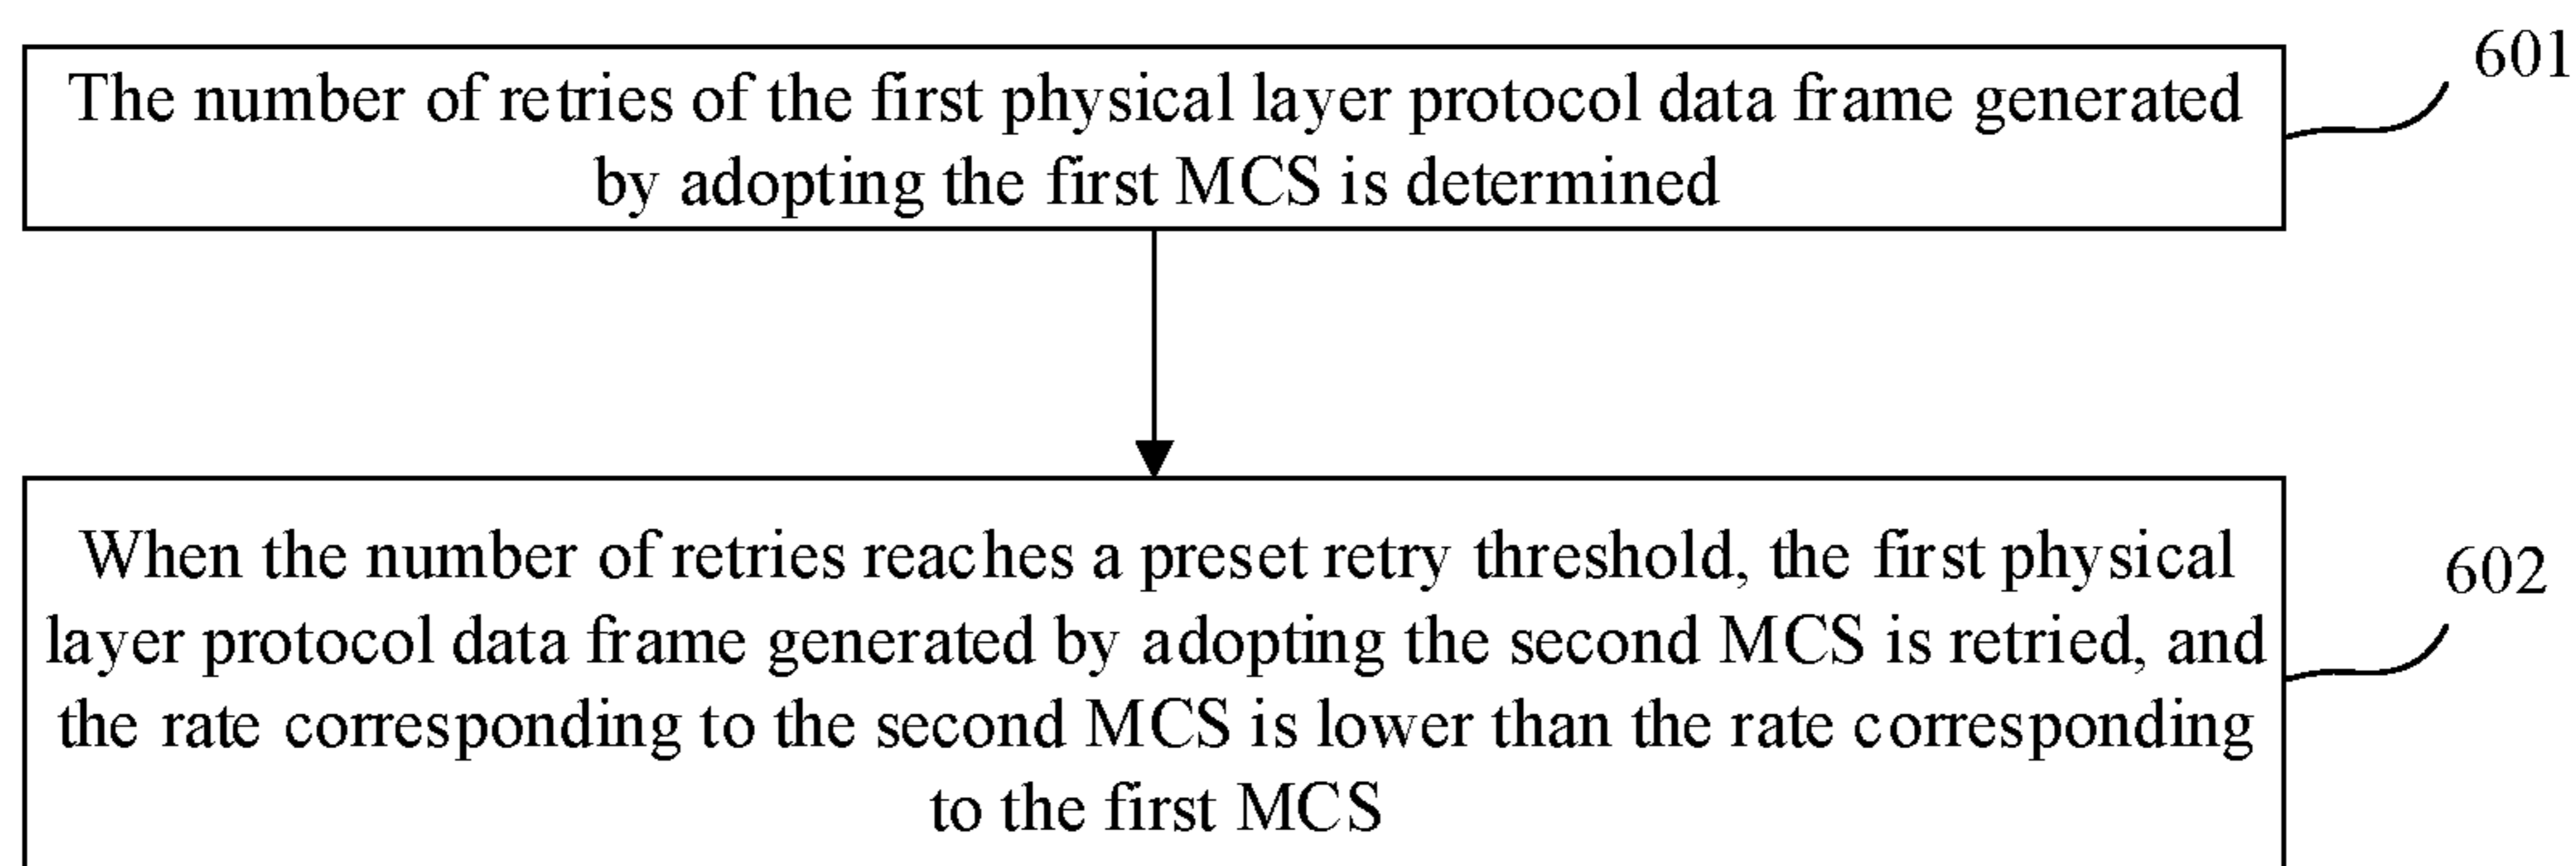 601
The number of retries of the first physical layer protocol data frame generated
by adopting the first MCS is determined
When the number of retries reaches a preset retry threshold, the first physical
layer protocol data frame generated by adopting the second MCS is retried, and
the rate corresponding to the second MCS is lower than the rate corresponding
to the first MCS
602